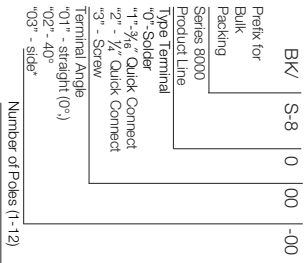 BK/ S-8 0 00 -00
Prefix for
Bulk
Packing
Series 8000
Product Line
Type Terminal
"0"-Solder
"1"-3/16" Quick Connect
"2" - 1/4" Quick Connect
"3" - Screw
Terminal Angle
"01" - straight (0°,)
"02" - 40°
"03" - side*
Number of Poles (1-12)